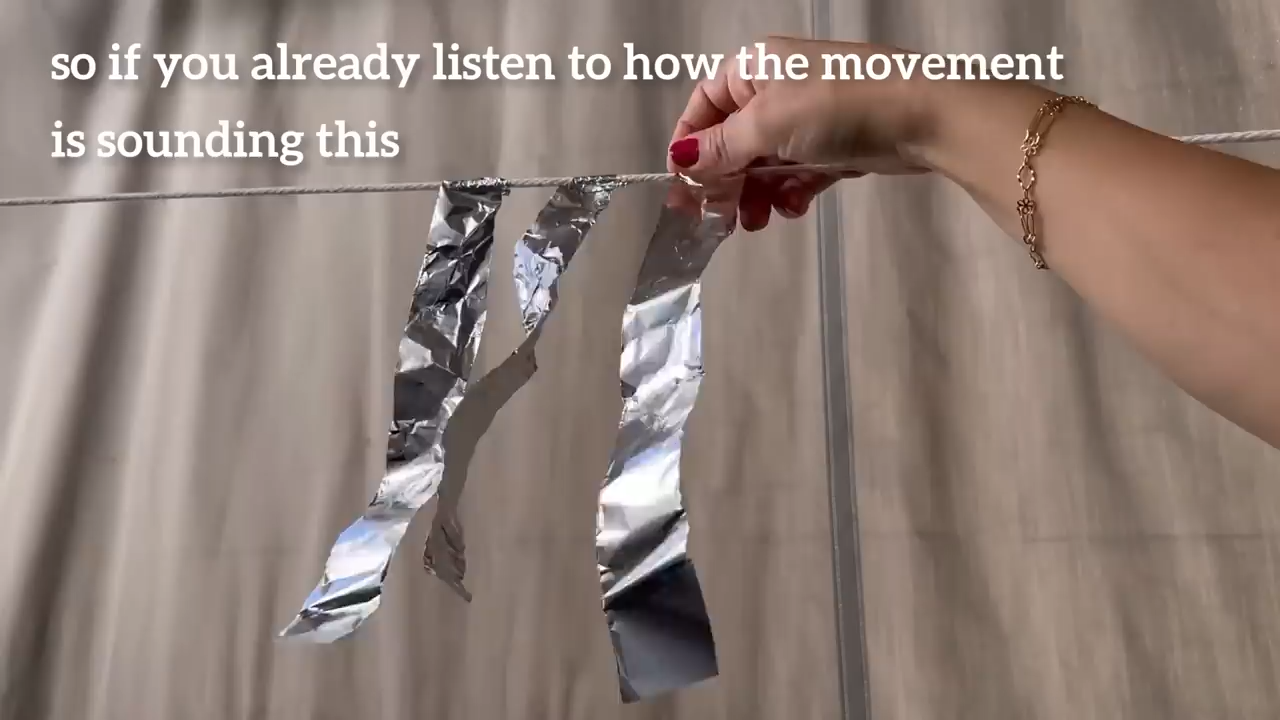 so if you already listen to how the movement
is sounding this